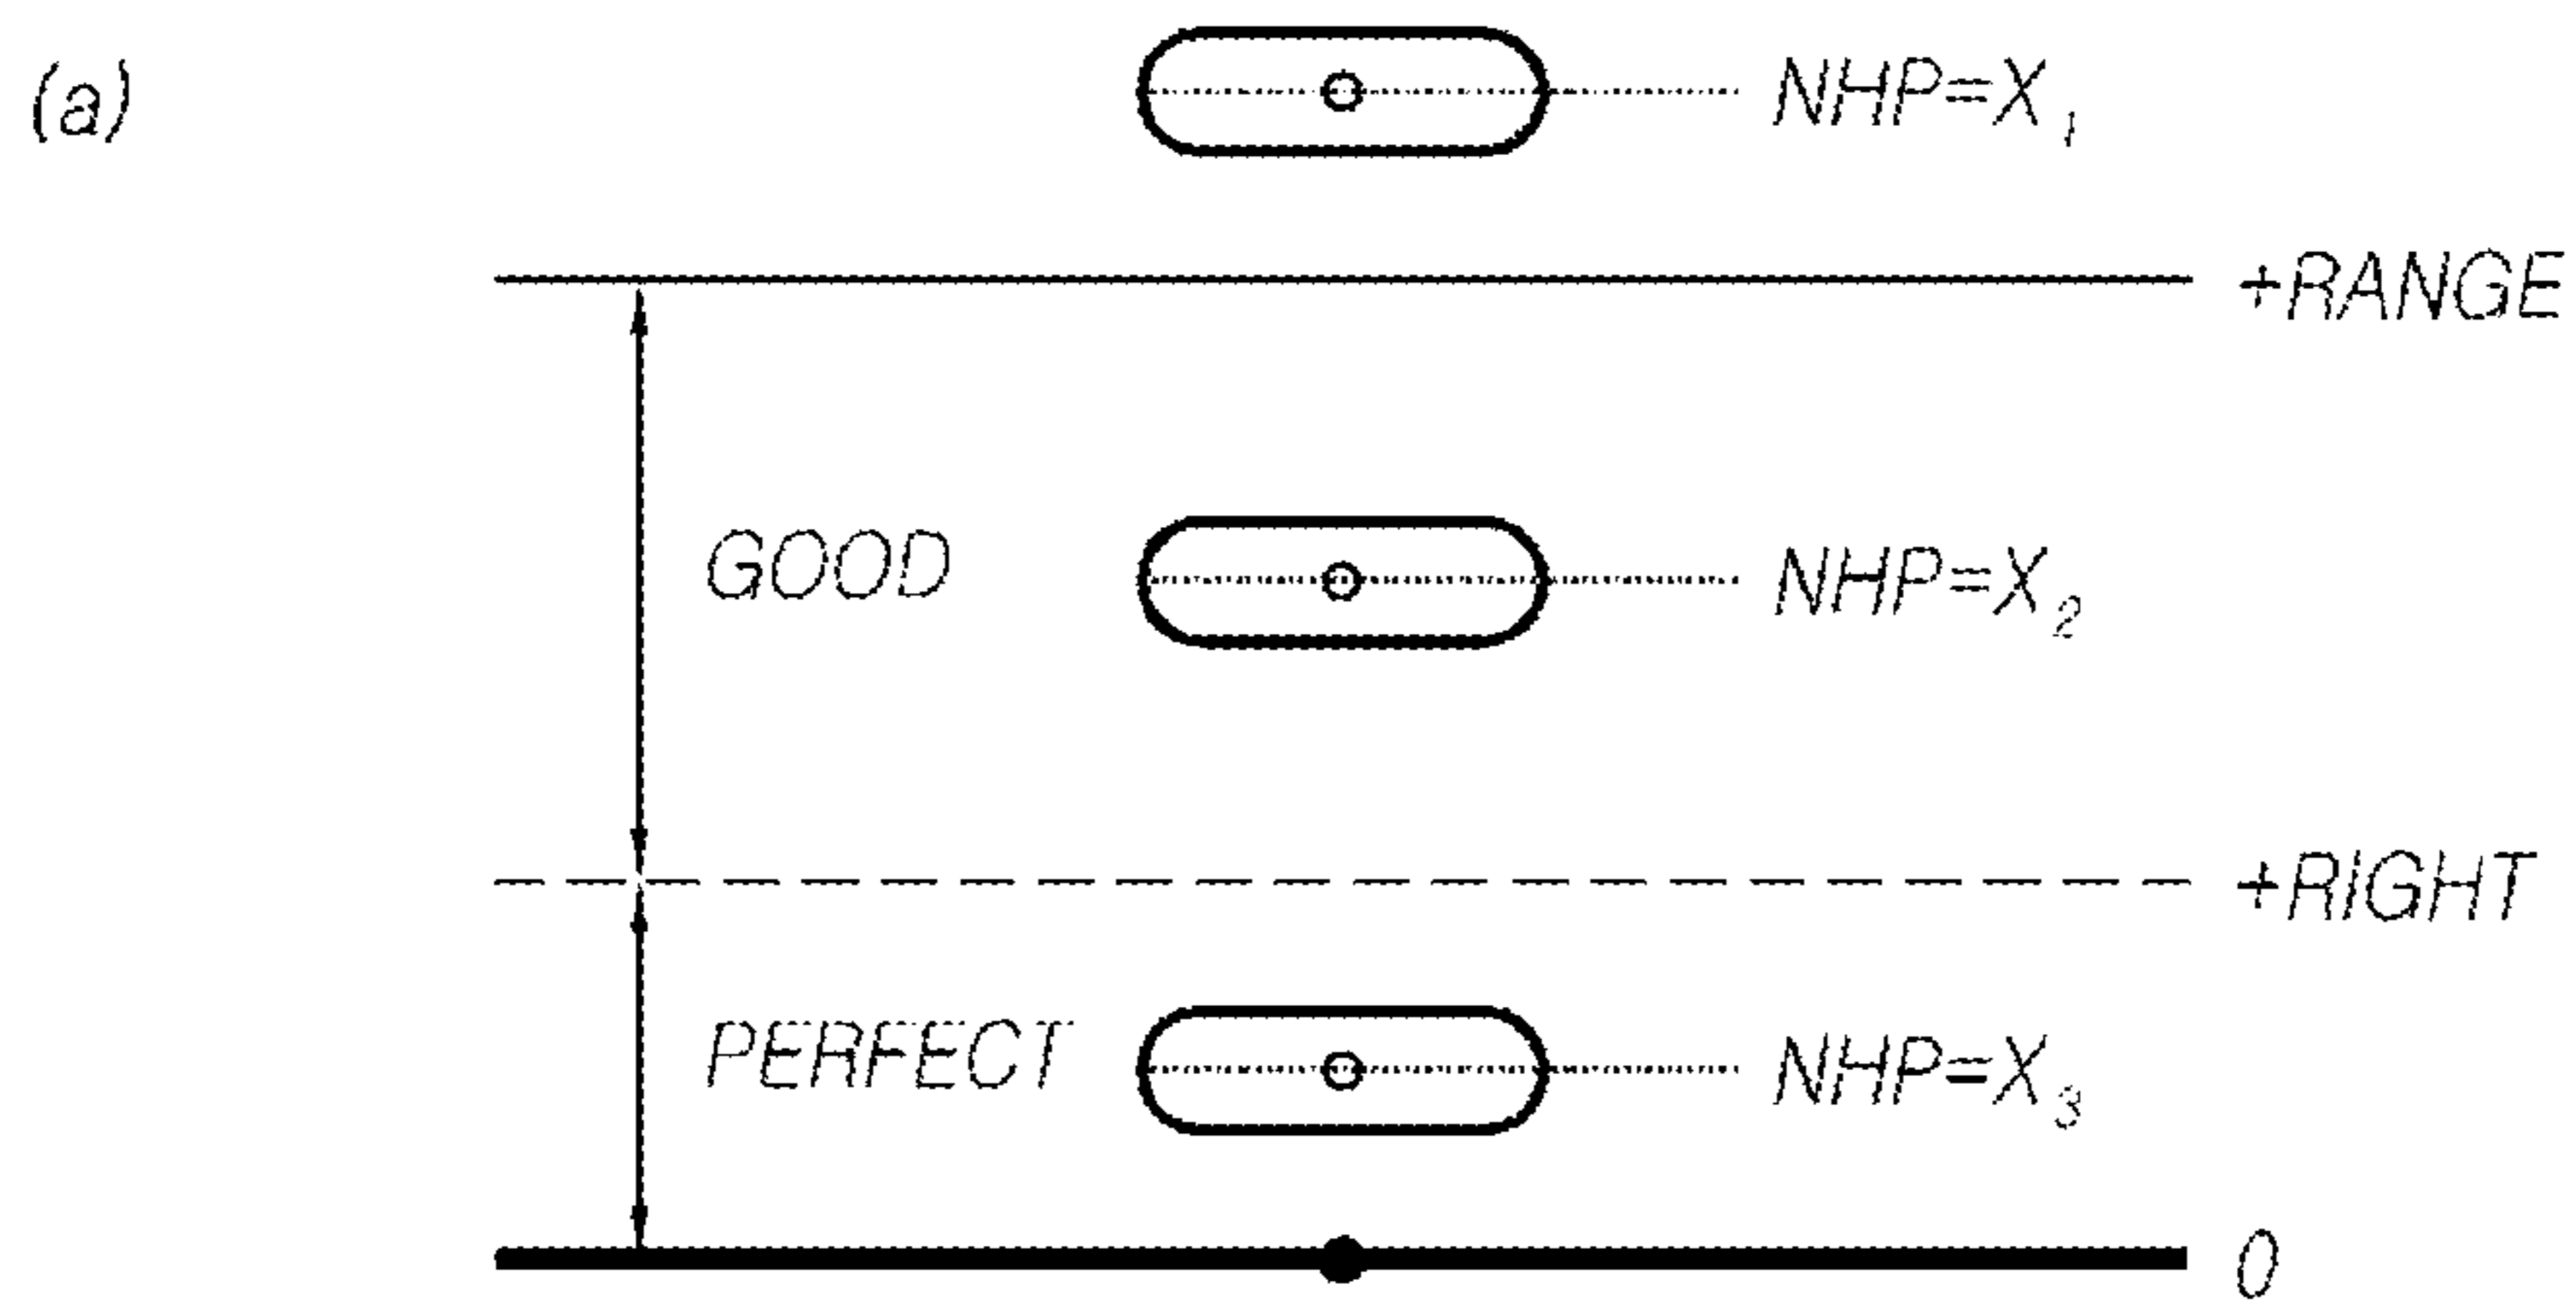 (a)
NHP=X₁
+RANGE
GOOD
NHP=X₂
+RIGHT
PERFECT
NHP=X₃
0